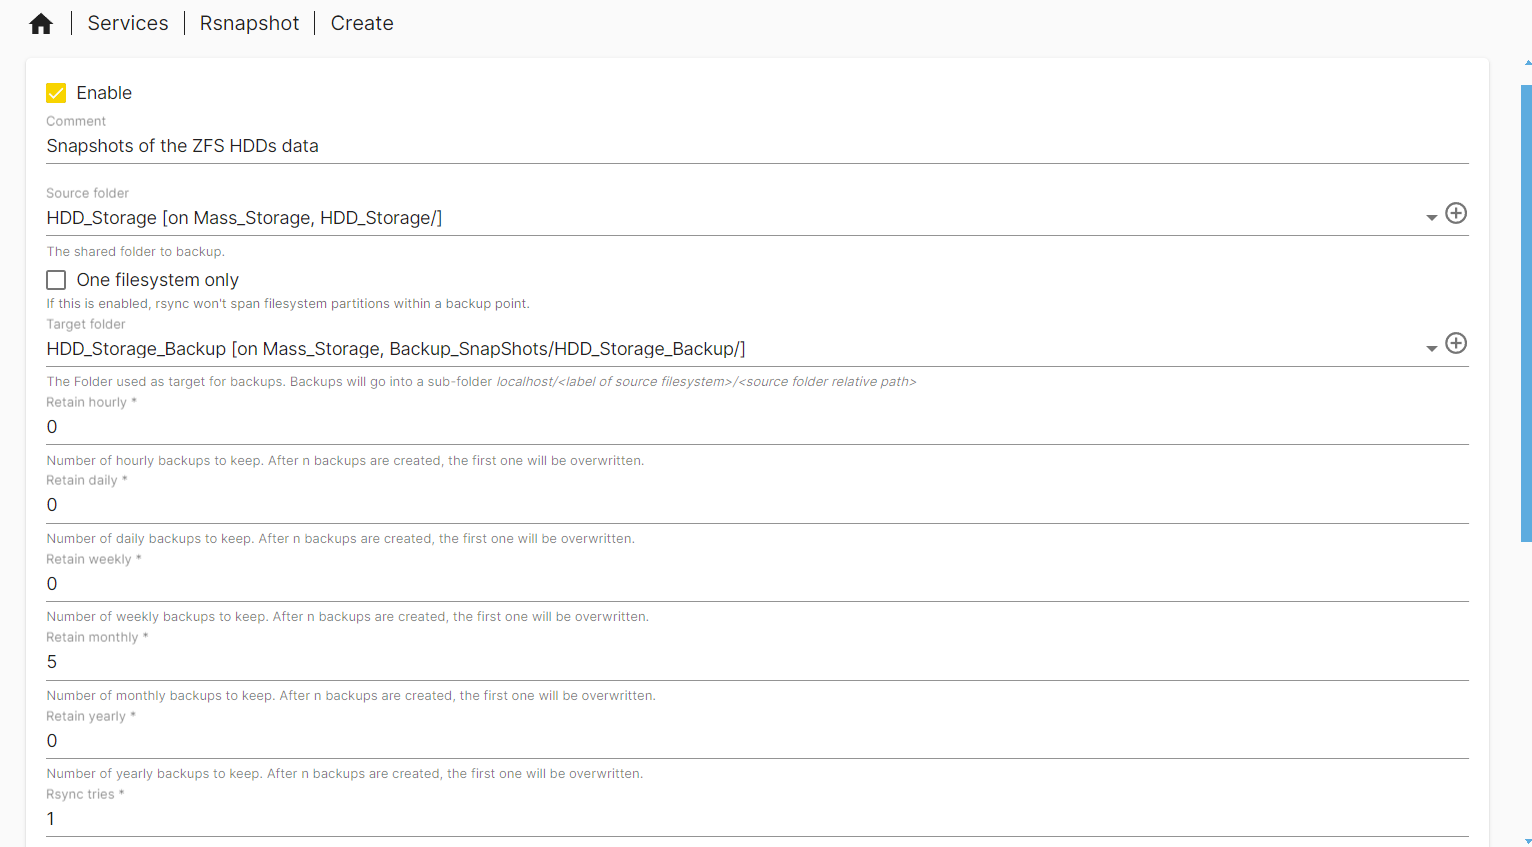 Services | Rsnapshot | Create
Enable
Comment
Snapshots of the ZFS HDDs data
Source folder
HDD_Storage [on Mass_Storage, HDD_Storage/]
The shared folder to backup.
One filesystem only
If this is enabled, rsync won't span filesystem partitions within a backup point.
Target folder
HDD_Storage_Backup [on Mass_Storage, Backup_SnapShots/HDD_Storage_Backup/]
The Folder used as target for backups. Backups will go into a sub-folder localhost/<label of source filesystem>/<source folder relative path>
Retain hourly *
0
Number of hourly backups to keep. After n backups are created, the first one will be overwritten.
Retain daily *
0
Number of daily backups to keep. After n backups are created, the first one will be overwritten.
Retain weekly *
0
Number of weekly backups to keep. After n backups are created, the first one will be overwritten.
Retain monthly *
5
Number of monthly backups to keep. After n backups are created, the first one will be overwritten.
Retain yearly *
0
Number of yearly backups to keep. After n backups are created, the first one will be overwritten.
Rsync tries *
1